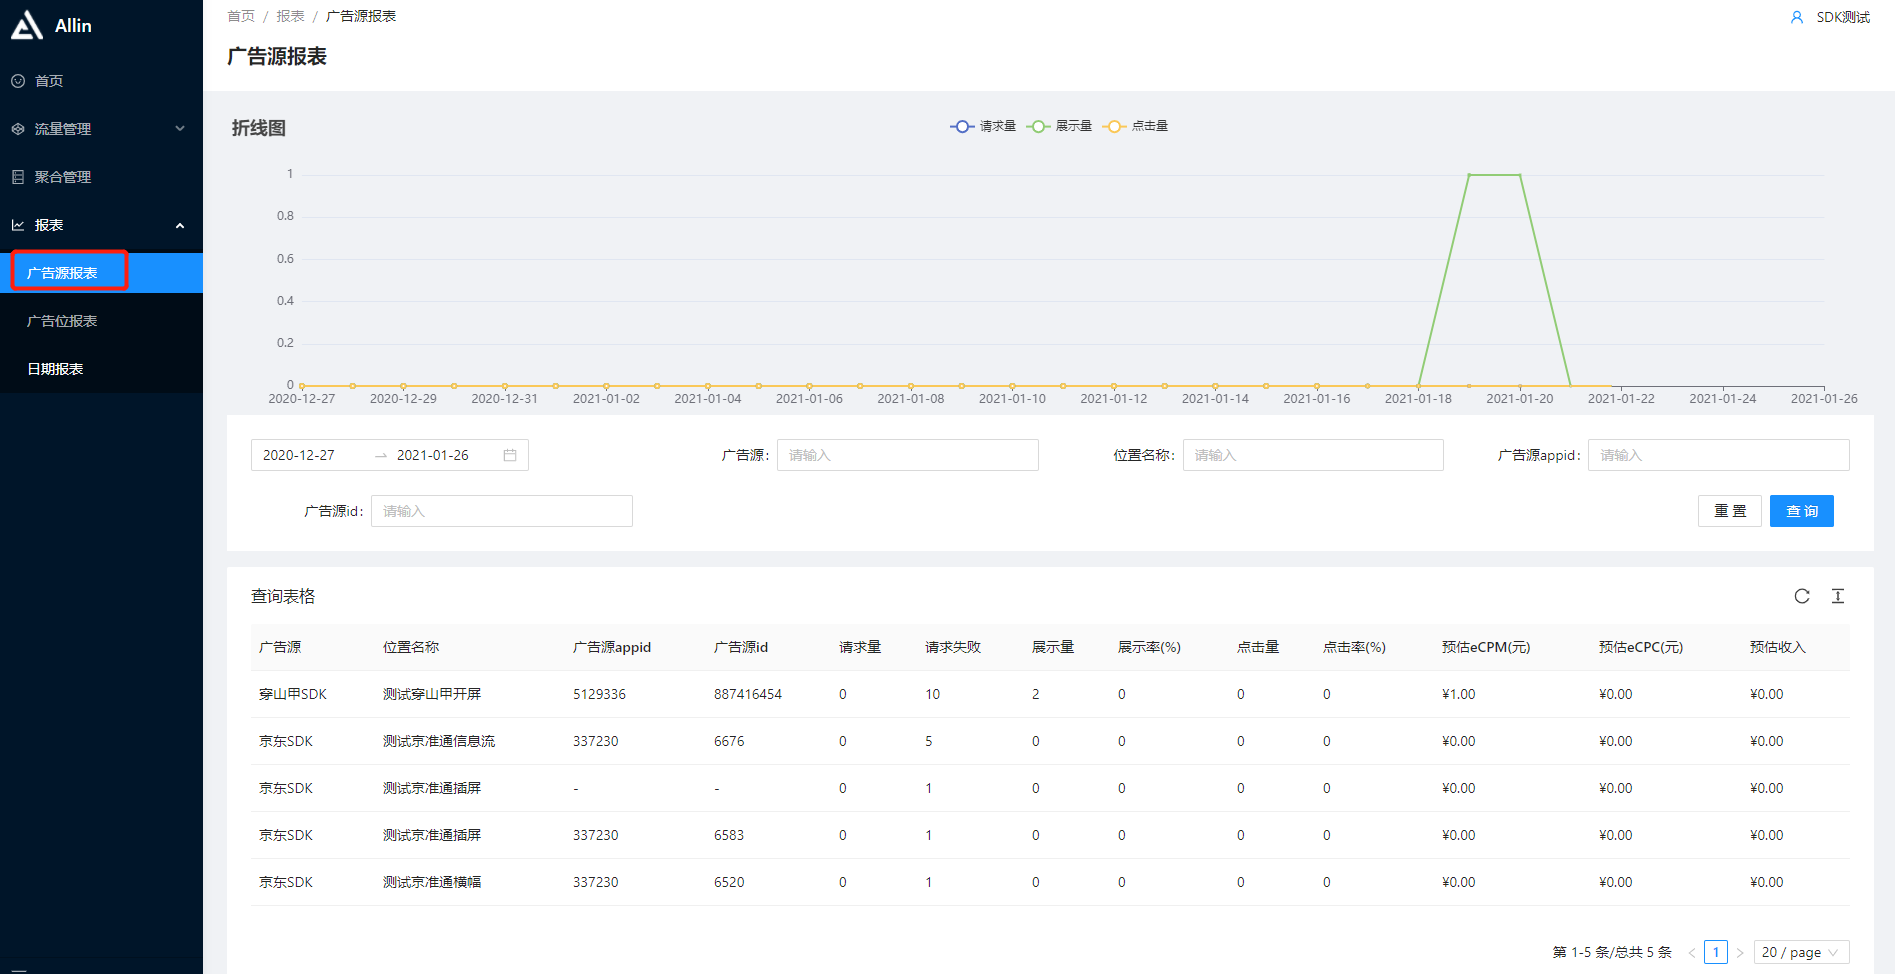 Allin
首页
流量管理
聚合管理
报表
广告源报表
广告位报表
日期报表
首页 / 报表 / 广告源报表
SDK测试
广告源报表
折线图
请求量 展示量 点击量
1
0.8
0.6
0.4
0.2
0
2020-12-27 2020-12-29 2020-12-31 2021-01-02 2021-01-04 2021-01-06 2021-01-08 2021-01-10 2021-01-12 2021-01-14 2021-01-16 2021-01-18 2021-01-20 2021-01-22 2021-01-24 2021-01-26
2020-12-27 → 2021-01-26 广告源: 请输入 位置名称: 请输入 广告源appid: 请输入
广告源id: 请输入 重 置 查 询
查询表格
广告源 位置名称 广告源appid 广告源id 请求量 请求失败 展示量 展示率(%) 点击量 点击率(%) 预估eCPM(元) 预估eCPC(元) 预估收入
穿山甲SDK 测试穿山甲开屏 5129336 887416454 0 10 2 0 0 0 ¥1.00 ¥0.00 ¥0.00
京东SDK 测试京准通信息流 337230 6676 0 5 0 0 0 0 ¥0.00 ¥0.00 ¥0.00
京东SDK 测试京准通插屏 - - 0 1 0 0 0 0 ¥0.00 ¥0.00 ¥0.00
京东SDK 测试京准通插屏 337230 6583 0 1 0 0 0 0 ¥0.00 ¥0.00 ¥0.00
京东SDK 测试京准通横幅 337230 6520 0 1 0 0 0 0 ¥0.00 ¥0.00 ¥0.00
第 1-5 条/总共 5 条 < 1 > 20 / page